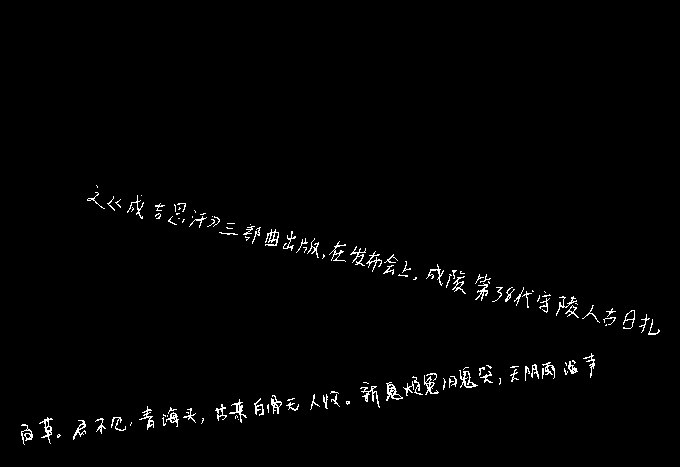 之《成吉思汗》三部曲出版,在发布会上,成陵第38代守陵人古日扎
百草。君不见,青海头,古来白骨无人收。新鬼烦冤旧鬼哭,天阴雨湿声